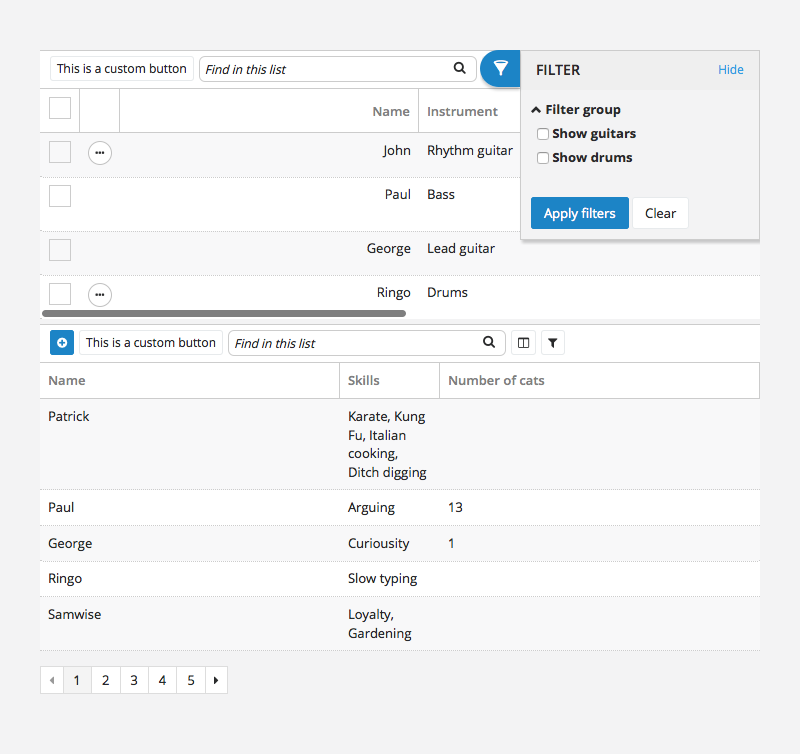 This is a custom button
Find in this list
FILTER
Hide
Name
Instrument
Filter group
Show guitars
Show drums
John
Rhythm guitar
Paul
Bass
Apply filters
Clear
George
Lead guitar
Ringo
Drums
This is a custom button
Find in this list
Name
Skills
Number of cats
Patrick
Karate, Kung
Fu, Italian
cooking,
Ditch digging
Paul
Arguing
13
George
Curiousity
1
Ringo
Slow typing
Samwise
Loyalty,
Gardening
1 2 3 4 5